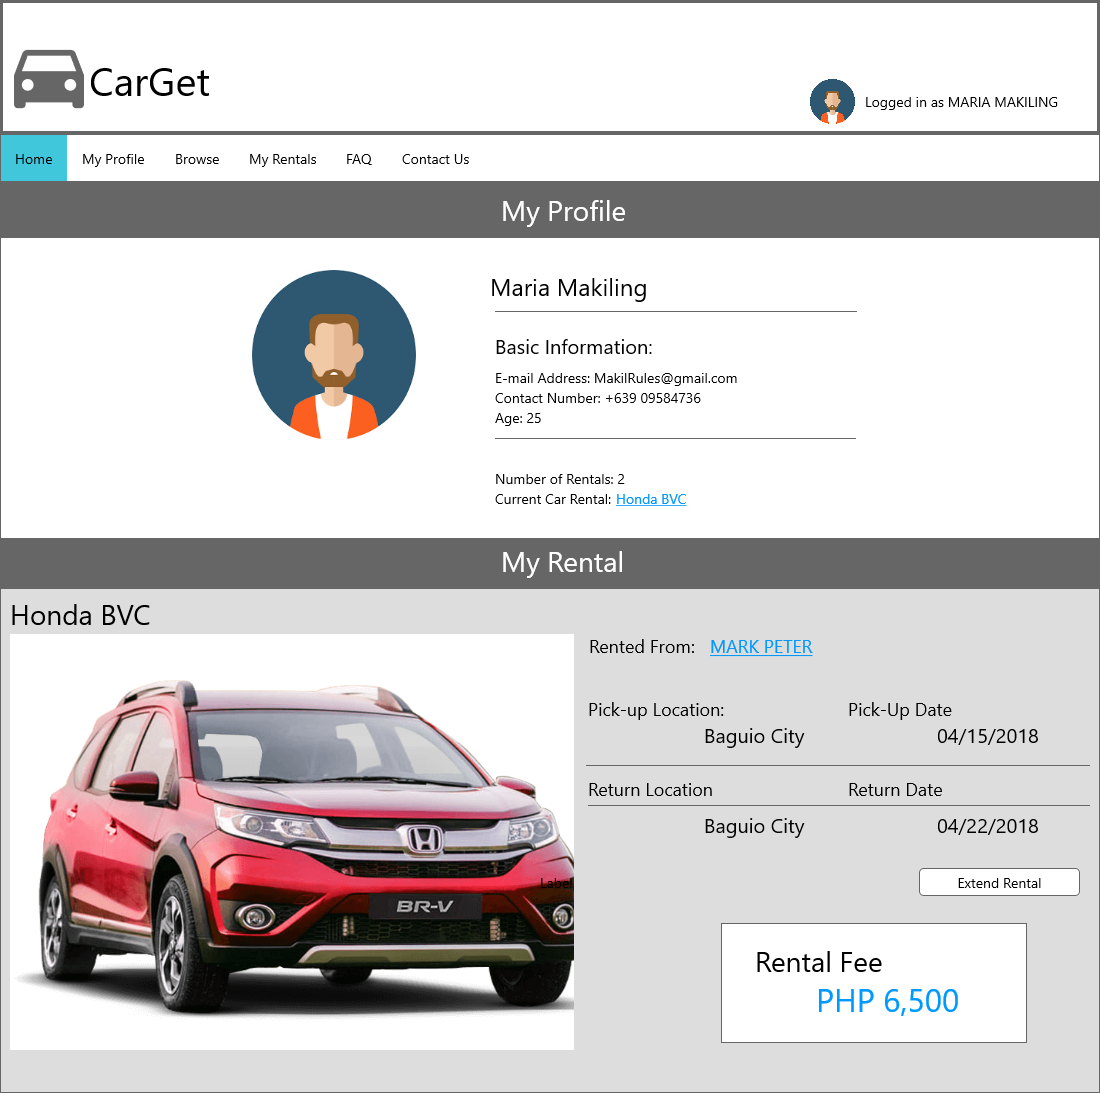 CarGet
Logged in as MARIA MAKILING
Home My Profile Browse My Rentals FAQ Contact Us
My Profile
Maria Makiling
Basic Information:
E-mail Address: MakilRules@gmail.com
Contact Number: +639 09584736
Age: 25
Number of Rentals: 2
Current Car Rental: Honda BVC
My Rental
Honda BVC
Rented From: MARK PETER
Pick-up Location: Pick-Up Date
Baguio City 04/15/2018
Return Location Return Date
Baguio City 04/22/2018
Label
BR-V
Extend Rental
Rental Fee
PHP 6,500